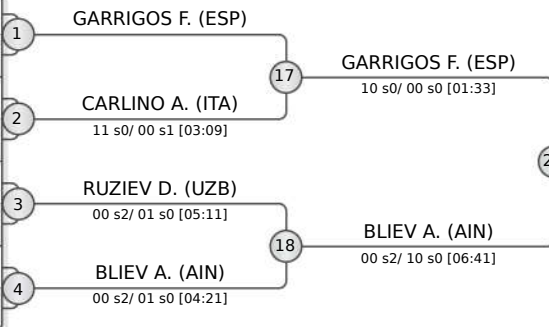 GARRIGOS F. (ESP)
1
17
GARRIGOS F. (ESP)
10 s0/ 00 s0 [01:33]
CARLINO A. (ITA)
2
11 s0/ 00 s1 [03:09]
RUZIEV D. (UZB)
3
00 s2/ 01 s0 [05:11]
18
BLIEV A. (AIN)
00 s2/ 10 s0 [06:41]
BLIEV A. (AIN)
4
00 s2/ 01 s0 [04:21]